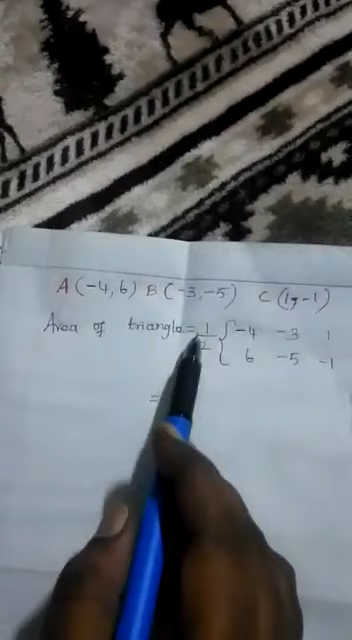 A (-4, 6) B (-3, -5) C (1, -1)
Area of triangle = 1/2 { -4 -3 1
6 -5 -1
=